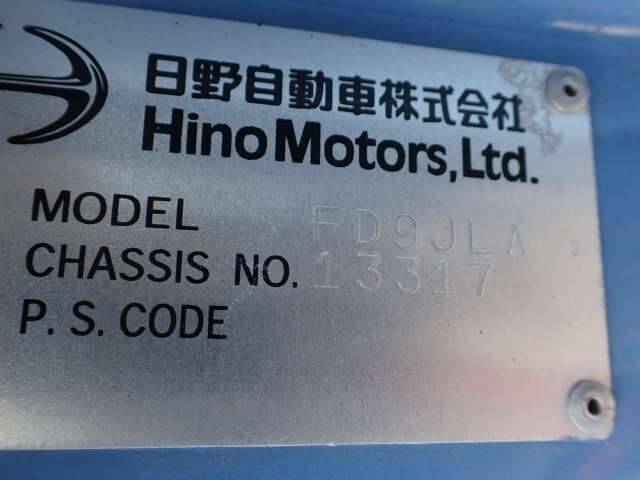 日野自動車株式会社
Hino Motors, Ltd.
MODEL FD9JLA
CHASSIS NO. 13317
P. S. CODE